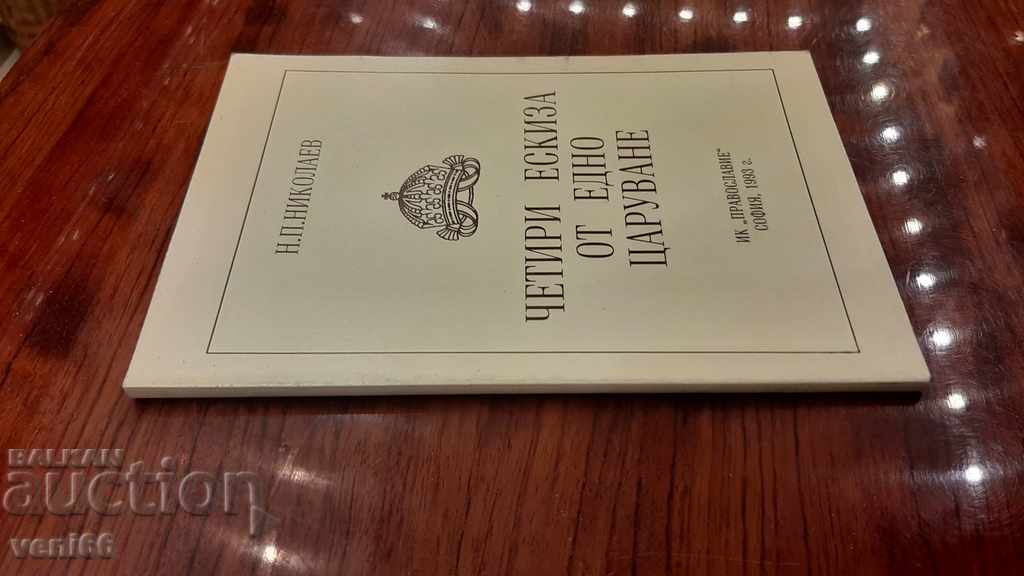 Н.П.НИКОЛАЕВ
ЧЕТИРИ ЕСКИЗА
ОТ ЕДНО
ЦАРУВАНЕ
ИК „ПРАВОСЛАВИЕ“
СОФИЯ, 1993 г.
BALKAN
auction
veni66